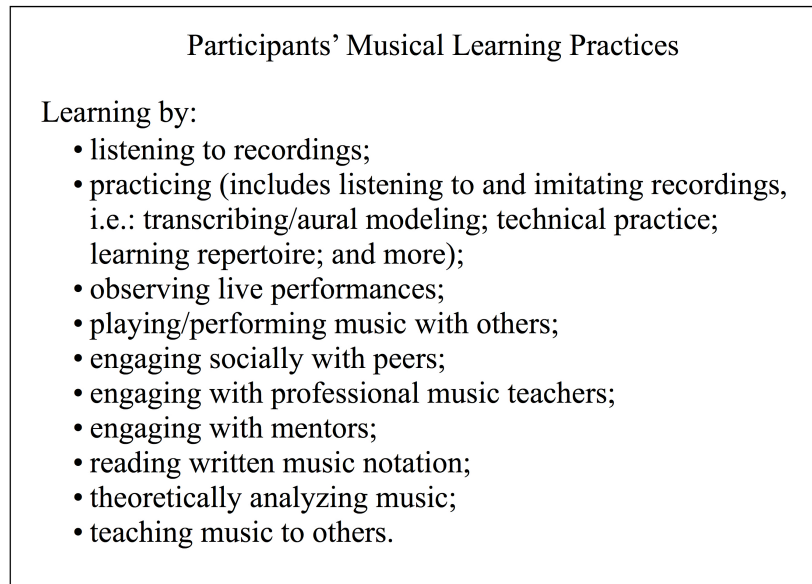 Participants’ Musical Learning Practices
Learning by:
• listening to recordings;
• practicing (includes listening to and imitating recordings,
i.e.: transcribing/aural modeling; technical practice;
learning repertoire; and more);
• observing live performances;
• playing/performing music with others;
• engaging socially with peers;
• engaging with professional music teachers;
• engaging with mentors;
• reading written music notation;
• theoretically analyzing music;
• teaching music to others.